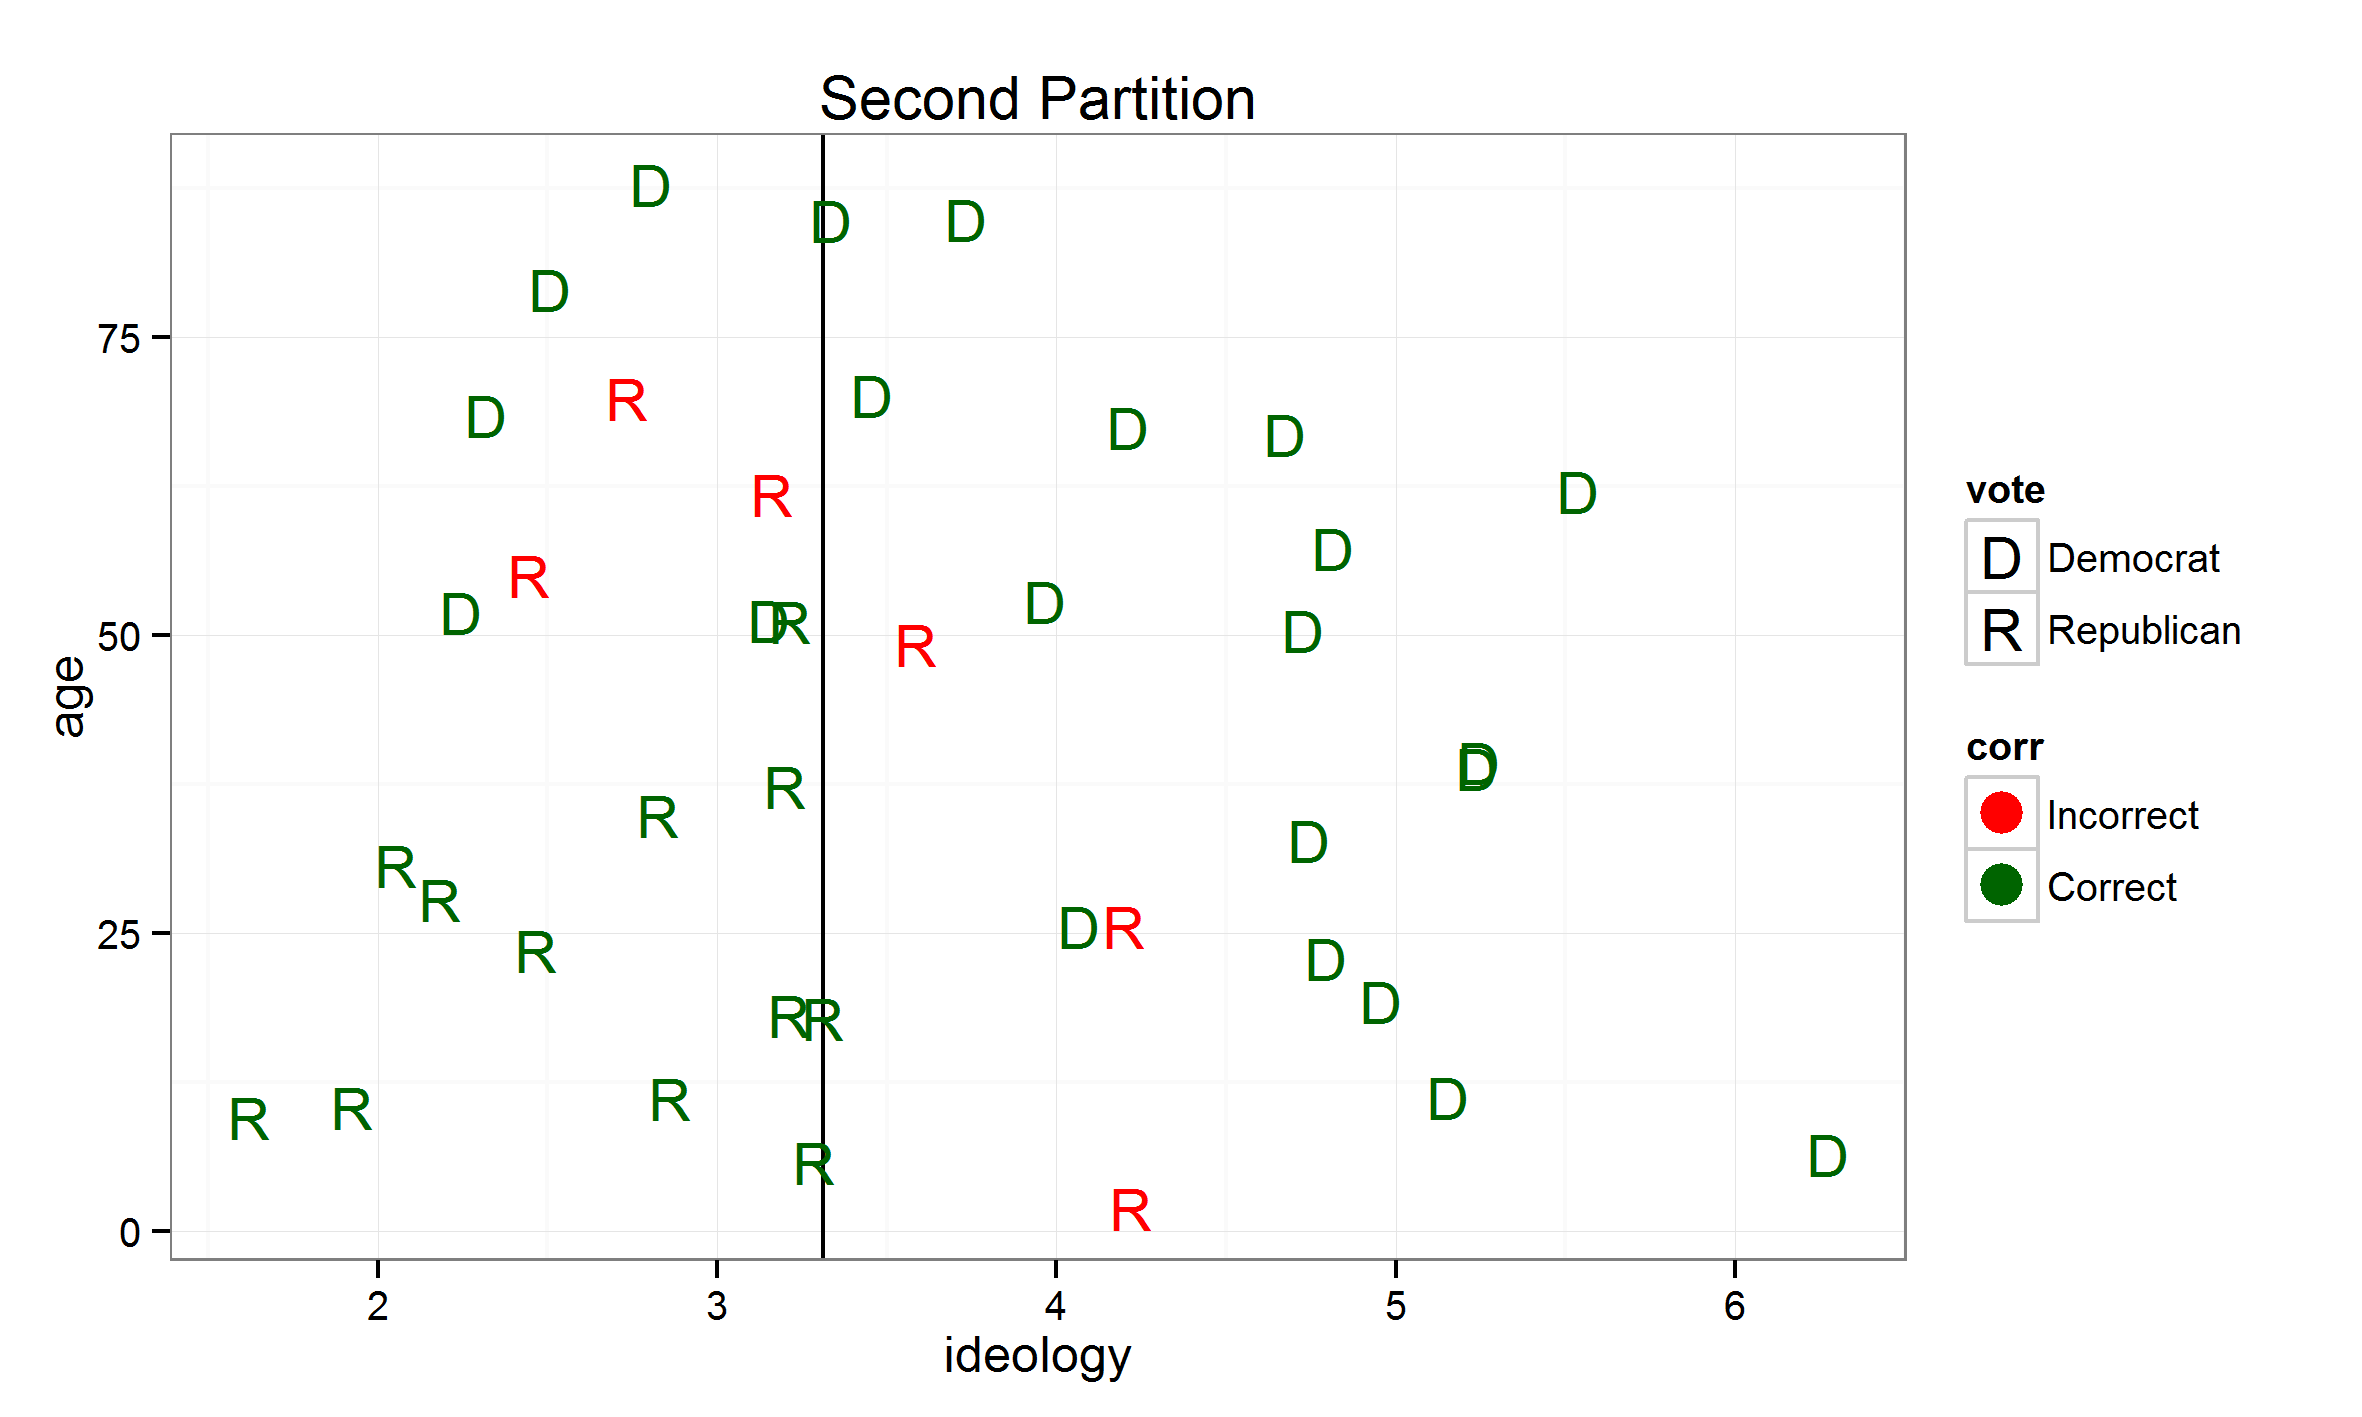 Second Partition
D
D D
D
75
R D
D D D
R D
D
R
D D R D
50 R D
D D
R
R
R D
R
25 D R
R D
R R D
R D
R R
R D
R
0
2 3 4 5 6
ideology
age
vote
D Democrat
R Republican
corr
Incorrect
Correct